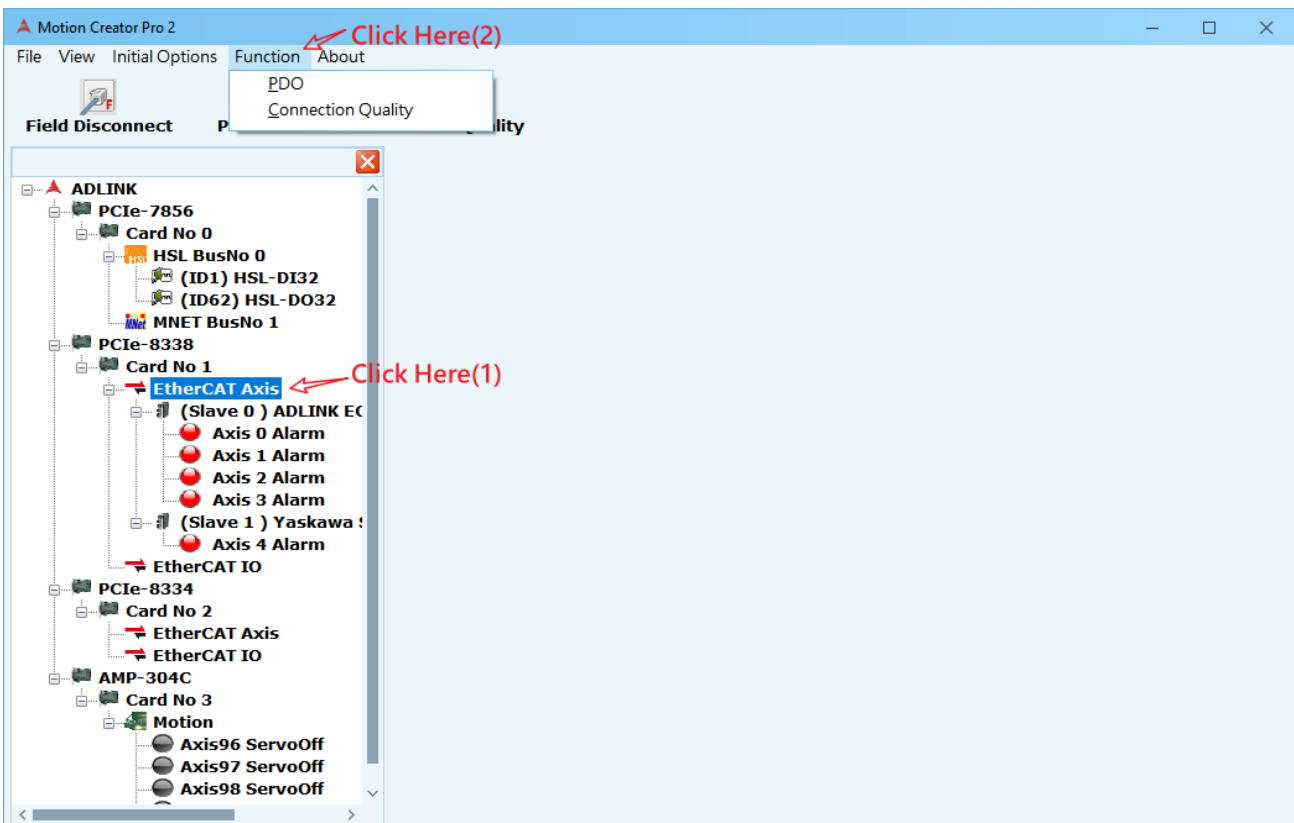 Motion Creator Pro 2
Click Here(2)
File View Initial Options Function About
PDO
Connection Quality
Field Disconnect P lity
ADLINK
PCIe-7856
Card No 0
HSL BusNo 0
(ID1) HSL-DI32
(ID62) HSL-DO32
MNET BusNo 1
PCIe-8338
Card No 1
Click Here(1)
EtherCAT Axis
(Slave 0 ) ADLINK EC
Axis 0 Alarm
Axis 1 Alarm
Axis 2 Alarm
Axis 3 Alarm
(Slave 1 ) Yaskawa
Axis 4 Alarm
EtherCAT IO
PCIe-8334
Card No 2
EtherCAT Axis
EtherCAT IO
AMP-304C
Card No 3
Motion
Axis96 ServoOff
Axis97 ServoOff
Axis98 ServoOff